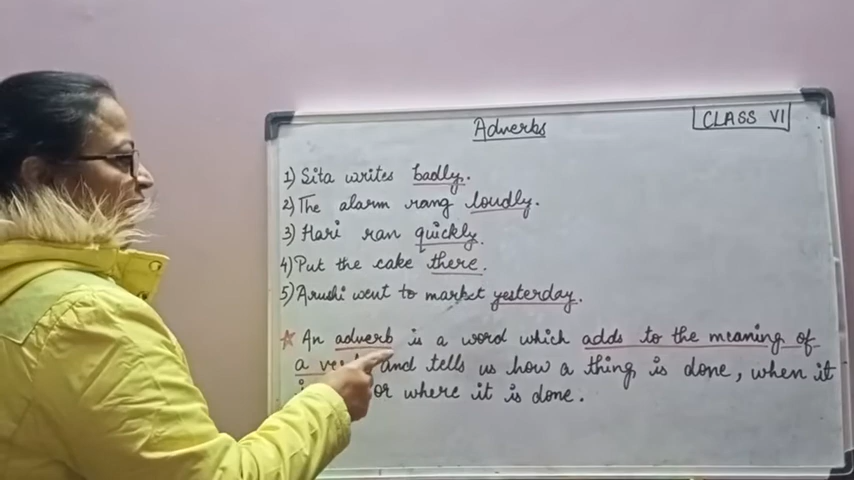 Adverbs
CLASS VI
1) Sita writes badly.
2) The alarm rang loudly.
3) Hari ran quickly.
4) Put the cake there.
5) Arushi went to market yesterday.
☆ An adverb is a word which adds to the meaning of
a verb and tells us how a thing is done, when it
or where it is done.